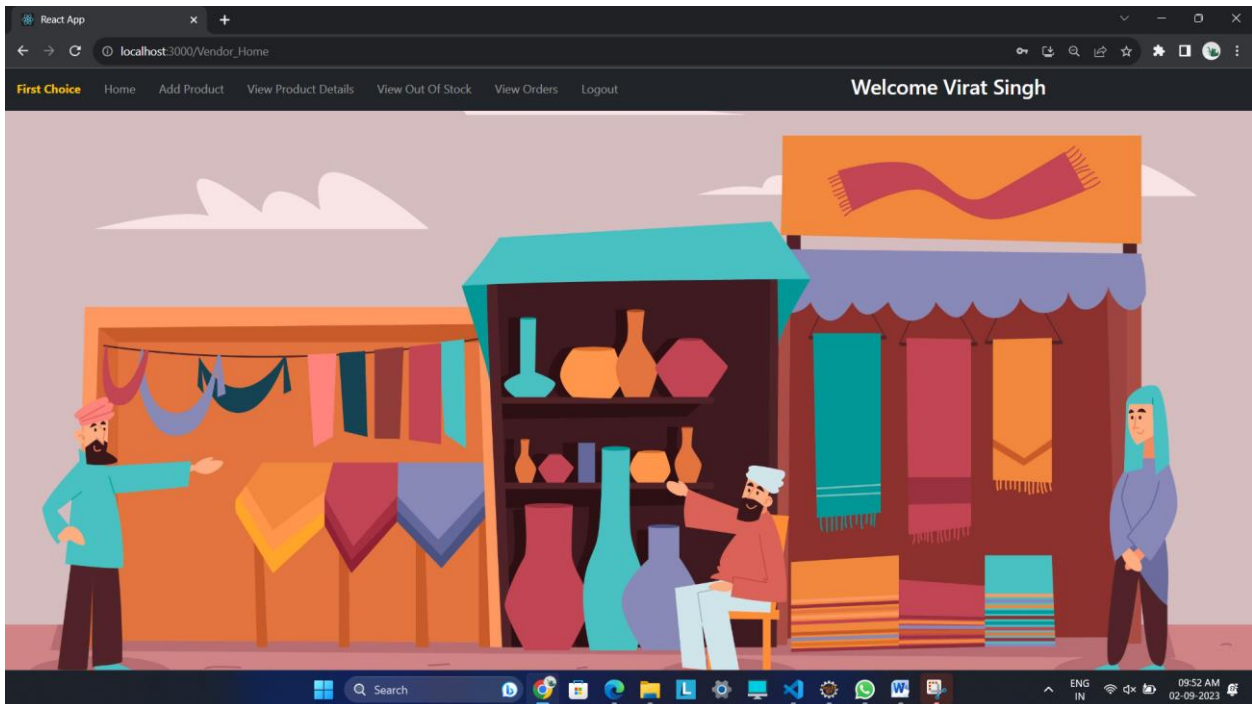 React App
localhost:3000/Vendor_Home
First Choice Home Add Product View Product Details View Out Of Stock View Orders Logout Welcome Virat Singh
Search
ENG
IN
09:52 AM
02-09-2023